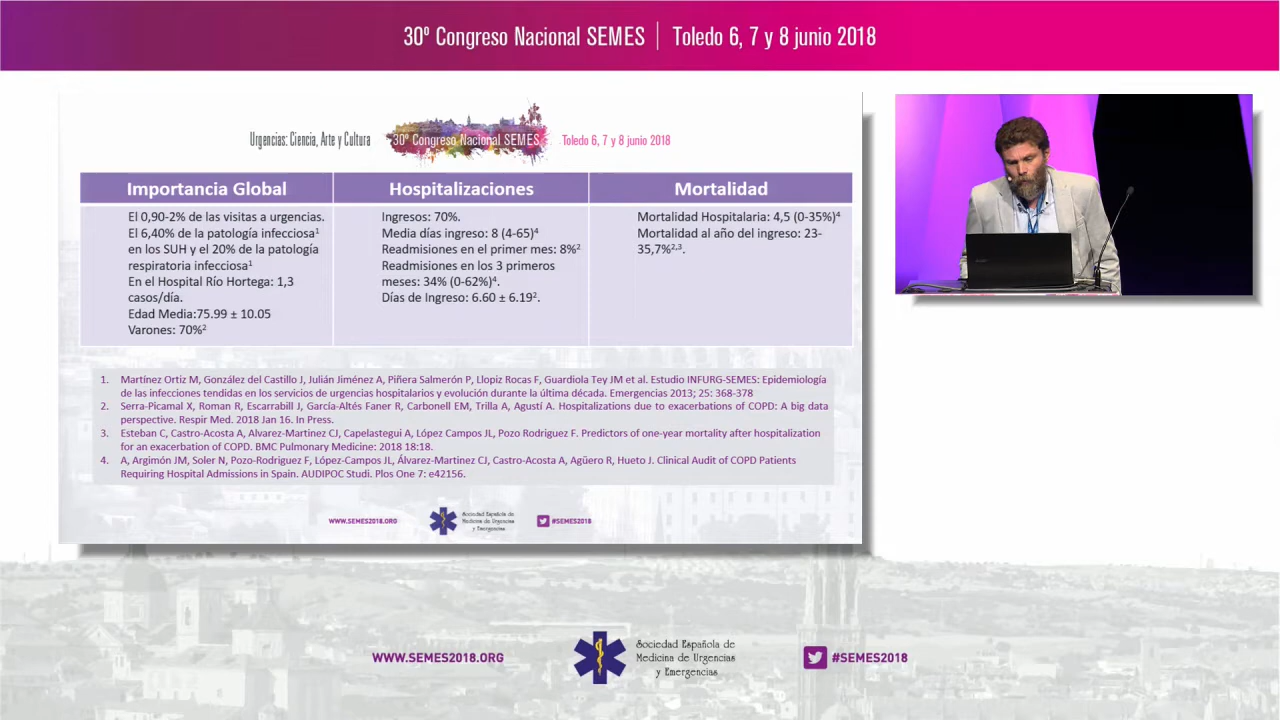 30º Congreso Nacional SEMES | Toledo 6, 7 y 8 junio 2018
Urgencias: Ciencia, Arte y Cultura
30º Congreso Nacional SEMES
Toledo 6, 7 y 8 junio 2018
Importancia Global
El 0,90-2% de las visitas a urgencias.
El 6,40% de la patología infecciosa¹
en los SUH y el 20% de la patología
respiratoria infecciosa¹
En el Hospital Río Hortega: 1,3
casos/día.
Edad Media:75.99 ± 10.05
Varones: 70%²
Hospitalizaciones
Ingresos: 70%.
Media días ingreso: 8 (4-65)⁴
Readmisiones en el primer mes: 8%²
Readmisiones en los 3 primeros
meses: 34% (0-62%)⁴.
Días de Ingreso: 6.60 ± 6.19².
Mortalidad
Mortalidad Hospitalaria: 4,5 (0-35%)⁴
Mortalidad al año del ingreso: 23-
35,7%²,³.
1. Martínez Ortiz M, González del Castillo J, Julián Jiménez A, Piñera Salmerón P, Llopiz Rocas F, Guardiola Tey JM et al. Estudio INFURG-SEMES: Epidemiología
de las infecciones tendidas en los servicios de urgencias hospitalarios y evolución durante la última década. Emergencias 2013; 25: 368-378
2. Serra-Picamal X, Roman R, Escarrabill J, García-Altés Faner R, Carbonell EM, Trilla A, Agustí A. Hospitalizations due to exacerbations of COPD: A big data
perspective. Respir Med. 2018 Jan 16. In Press.
3. Esteban C, Castro-Acosta A, Alvarez-Martinez CJ, Capelastegui A, López Campos JL, Pozo Rodriguez F. Predictors of one-year mortality after hospitalization
for an exacerbation of COPD. BMC Pulmonary Medicine: 2018 18:18.
4. A, Argimón JM, Soler N, Pozo-Rodriguez F, López-Campos JL, Álvarez-Martinez CJ, Castro-Acosta A, Agüero R, Hueto J. Clinical Audit of COPD Patients
Requiring Hospital Admissions in Spain. AUDIPOC Studi. Plos One 7: e42156.
WWW.SEMES2018.ORG
Sociedad Española de
Medicina de Urgencias
y Emergencias
#SEMES2018
WWW.SEMES2018.ORG
Sociedad Española de
Medicina de Urgencias
y Emergencias
#SEMES2018